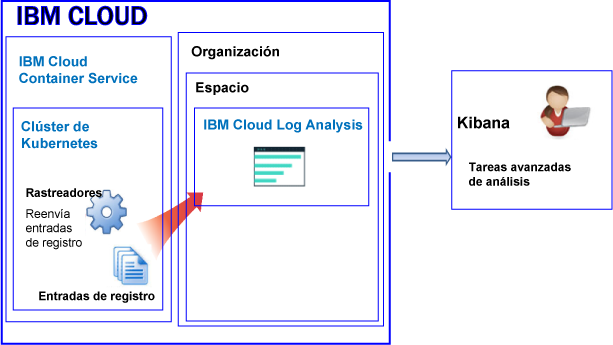 IBM CLOUD
IBM Cloud
Container Service
Clúster de
Kubernetes
Rastreadores
Reenvía
entradas
de registro
Entradas de registro
Organización
Espacio
IBM Cloud Log Analysis
Kibana
Tareas avanzadas
de análisis